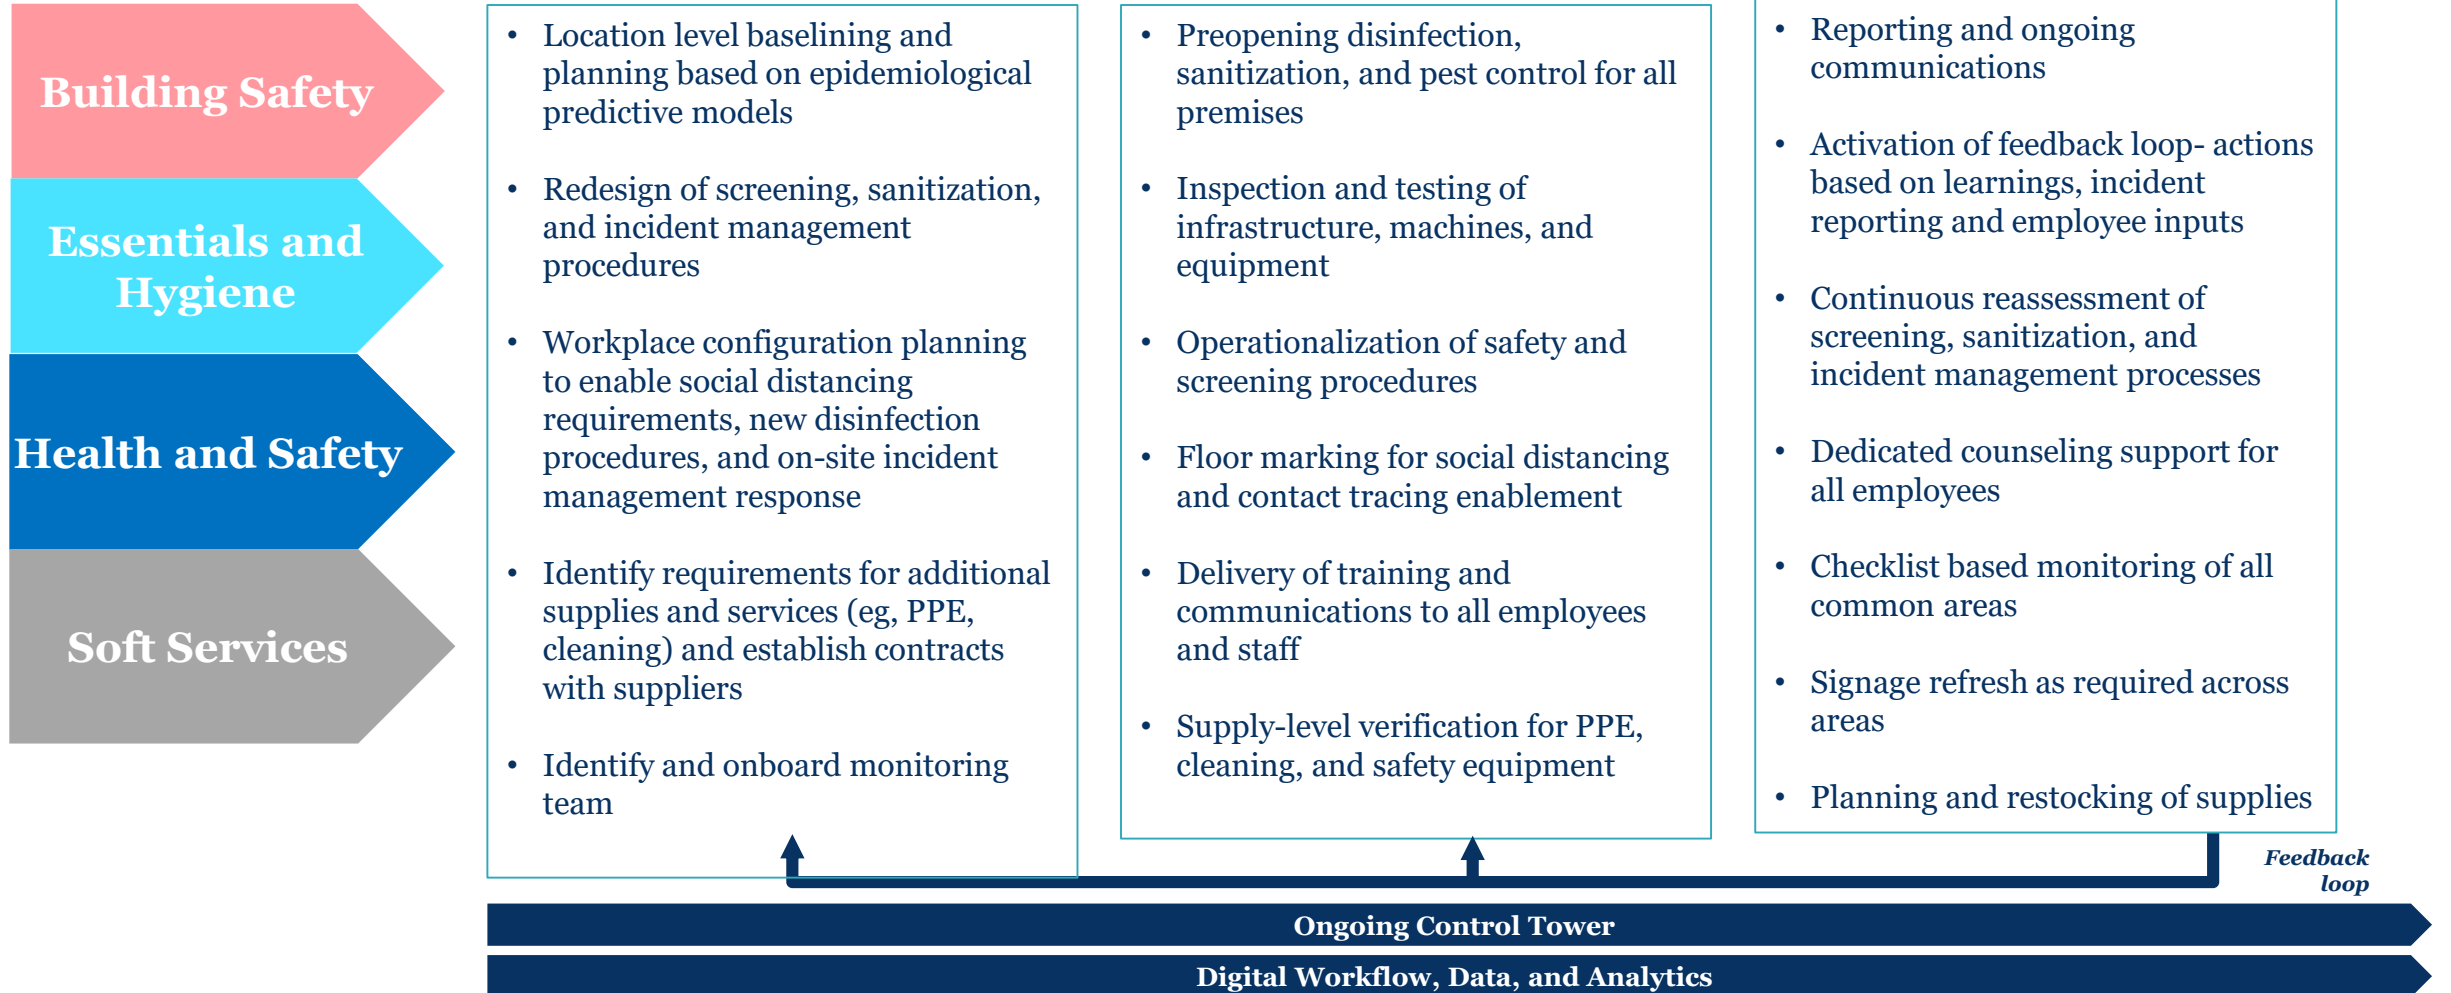 Building Safety
Essentials and
Hygiene
Health and Safety
Soft Services
• Location level baselining and
planning based on epidemiological
predictive models
• Redesign of screening, sanitization,
and incident management
procedures
• Workplace configuration planning
to enable social distancing
requirements, new disinfection
procedures, and on-site incident
management response
• Identify requirements for additional
supplies and services (eg, PPE,
cleaning) and establish contracts
with suppliers
• Identify and onboard monitoring
team
• Preopening disinfection,
sanitization, and pest control for all
premises
• Inspection and testing of
infrastructure, machines, and
equipment
• Operationalization of safety and
screening procedures
• Floor marking for social distancing
and contact tracing enablement
• Delivery of training and
communications to all employees
and staff
• Supply-level verification for PPE,
cleaning, and safety equipment
• Reporting and ongoing
communications
• Activation of feedback loop- actions
based on learnings, incident
reporting and employee inputs
• Continuous reassessment of
screening, sanitization, and
incident management processes
• Dedicated counseling support for
all employees
• Checklist based monitoring of all
common areas
• Signage refresh as required across
areas
• Planning and restocking of supplies
Feedback
loop
Ongoing Control Tower
Digital Workflow, Data, and Analytics